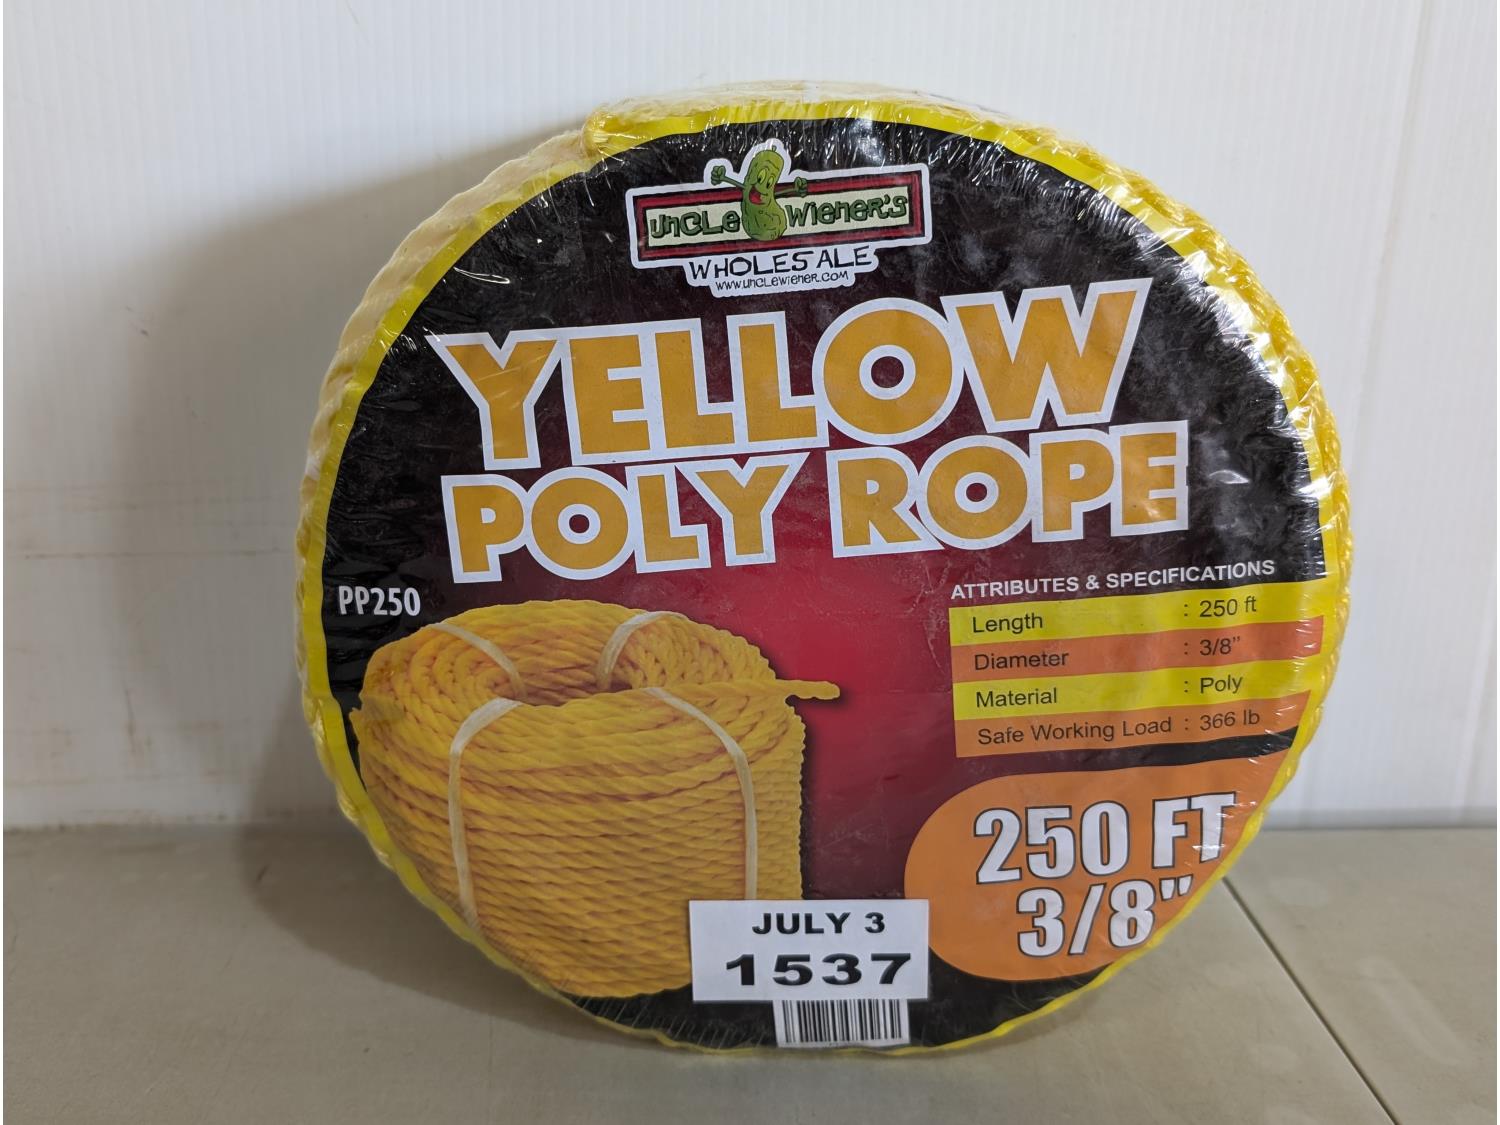 UNCLE WIENER'S
WHOLESALE
WWW.UNCLEWIENER.COM
YELLOW
POLY ROPE
PP250
ATTRIBUTES & SPECIFICATIONS
Length : 250 ft
Diameter : 3/8"
Material : Poly
Safe Working Load : 366 lb
250 FT
3/8"
JULY 3
1537